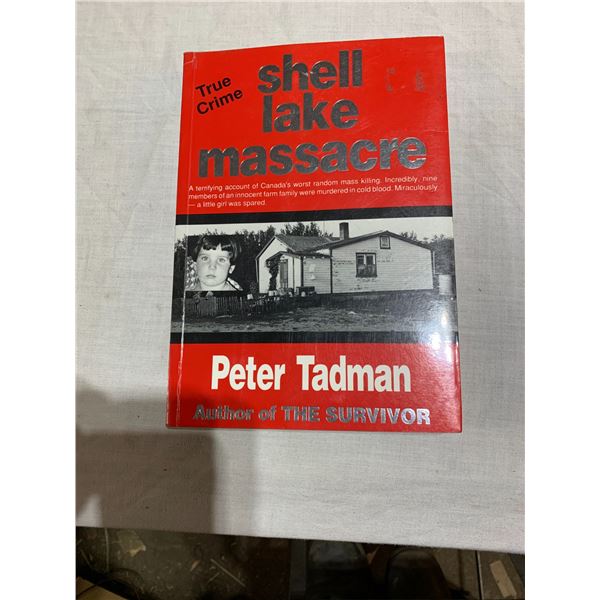 True
Crime
shell
lake
massacre
A terrifying account of Canada's worst random mass killing. Incredibly, nine
members of an innocent farm family were murdered in cold blood. Miraculously
— a little girl was spared.
Peter Tadman
Author of THE SURVIVOR